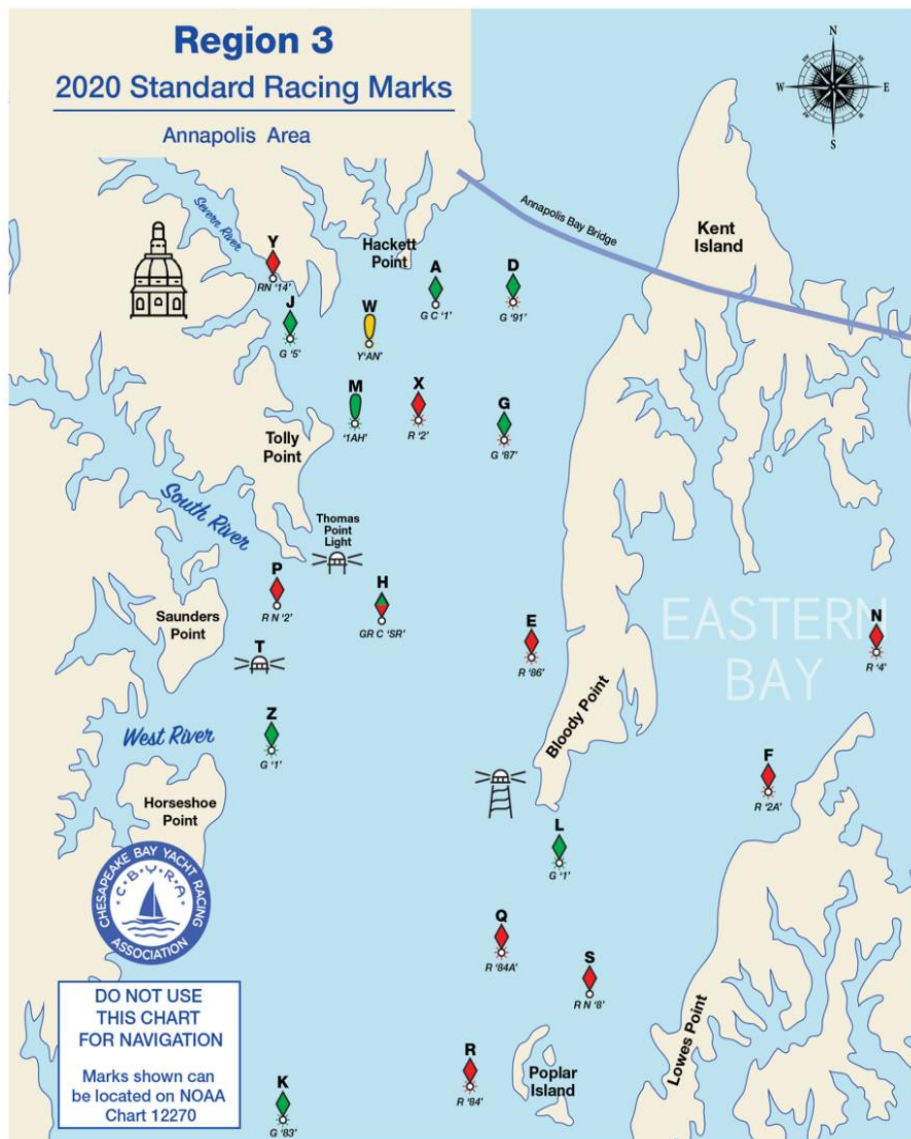 Region 3
2020 Standard Racing Marks
Annapolis Area
N
W
E
S
Severn River
Annapolis Bay Bridge
Kent
Island
Hackett
Point
Y
RN '14'
A
G C '1'
D
G '91'
J
G '5'
W
Y'AN'
M
'1AH'
X
R '2'
G
G '87'
Tolly
Point
South River
Thomas
Point
Light
P
R N '2'
H
GR C 'SR'
Saunders
Point
T
E
R '86'
EASTERN
BAY
N
R '4'
West River
Z
G '1'
Bloody Point
F
R '2A'
Horseshoe
Point
L
G '1'
CHESAPEAKE BAY YACHT RACING
C·B·Y·R·A
ASSOCIATION
Q
R '84A'
S
R N '8'
DO NOT USE
THIS CHART
FOR NAVIGATION
Marks shown can
be located on NOAA
Chart 12270
K
G '83'
R
R '84'
Poplar
Island
Lowes Point